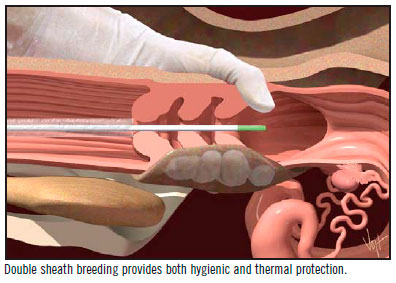 Double sheath breeding provides both hygienic and thermal protection.